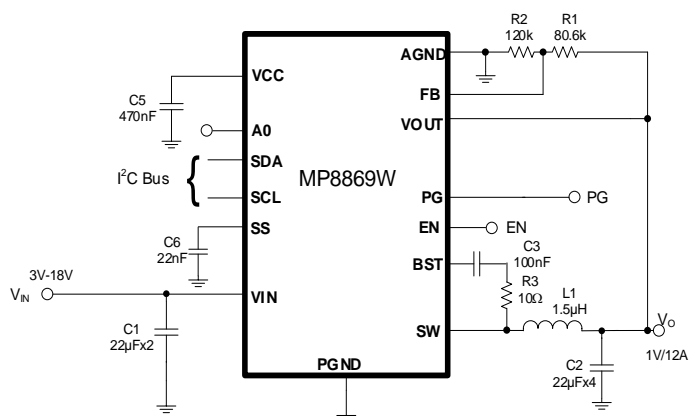 R2
120k
R1
80.6k
AGND
FB
VOUT
VCC
C5
470nF
A0
SDA
SCL
I²C Bus
{
MP8869W
PG
PG
EN
EN
SS
C6
22nF
C3
100nF
BST
R3
10Ω
3V-18V
VIN
VIN
C1
22µFx2
L1
1.5µH
SW
VO
1V/12A
C2
22µFx4
PGND